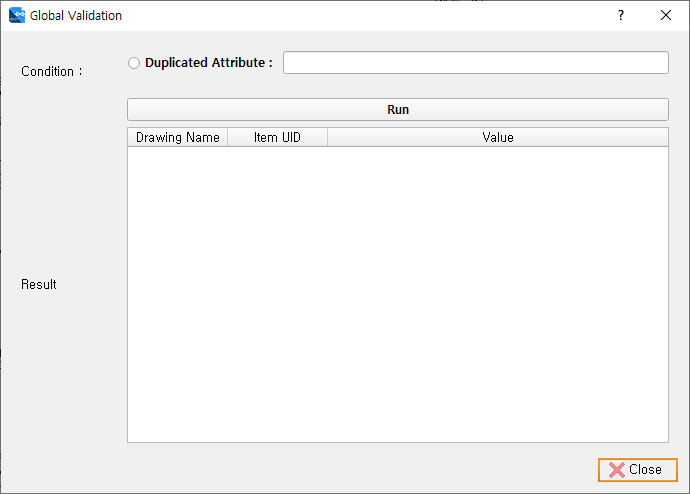 Global Validation
?
Condition :
Duplicated Attribute :
Run
Drawing Name Item UID Value
Result
Close